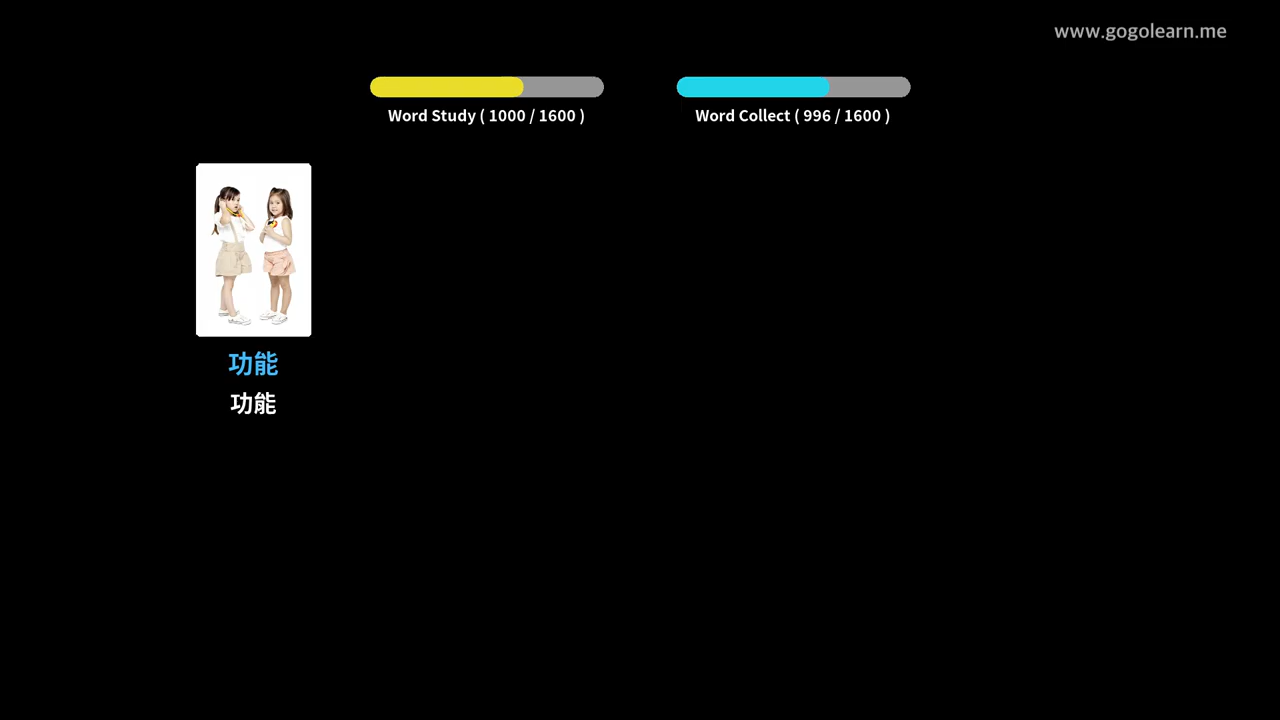 www.gogolearn.me
Word Study ( 1000 / 1600 )
Word Collect ( 996 / 1600 )
功能
功能